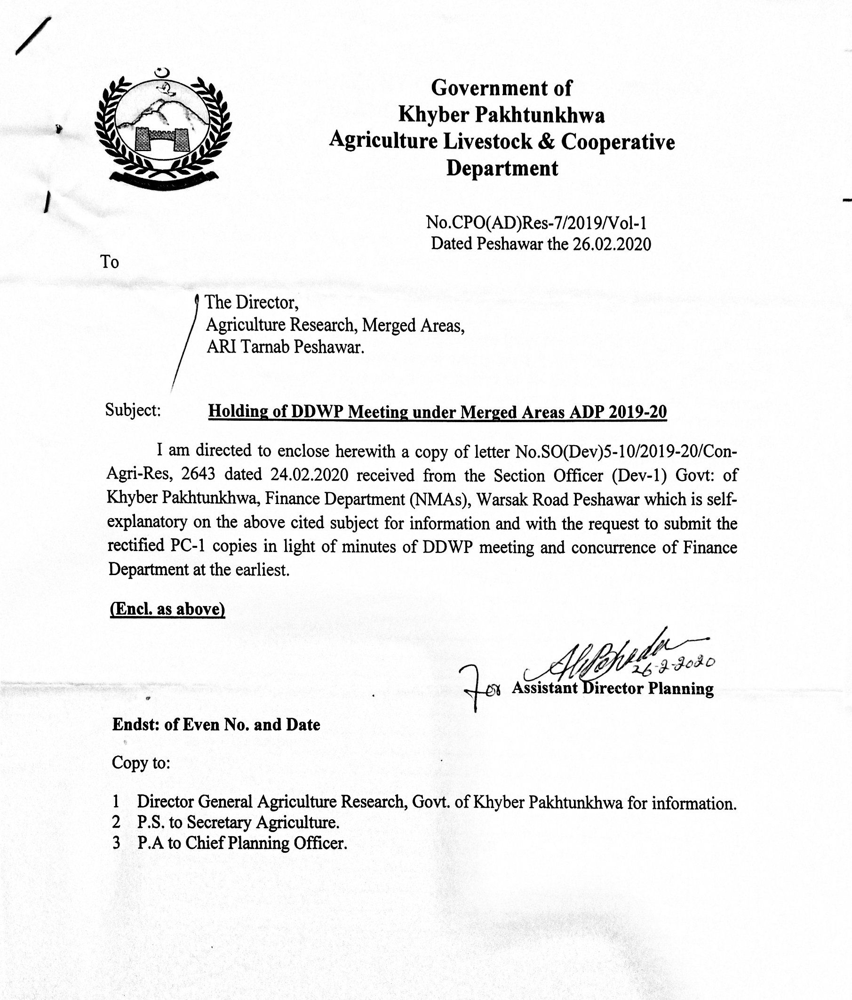 Government of
Khyber Pakhtunkhwa
Agriculture Livestock & Cooperative
Department
No.CPO(AD)Res-7/2019/Vol-1
Dated Peshawar the 26.02.2020
To
The Director,
Agriculture Research, Merged Areas,
ARI Tarnab Peshawar.
Subject: Holding of DDWP Meeting under Merged Areas ADP 2019-20
I am directed to enclose herewith a copy of letter No.SO(Dev)5-10/2019-20/Con-
Agri-Res, 2643 dated 24.02.2020 received from the Section Officer (Dev-1) Govt: of
Khyber Pakhtunkhwa, Finance Department (NMAs), Warsak Road Peshawar which is self-
explanatory on the above cited subject for information and with the request to submit the
rectified PC-1 copies in light of minutes of DDWP meeting and concurrence of Finance
Department at the earliest.
(Encl. as above)
26-2-2020
For Assistant Director Planning
Endst: of Even No. and Date
Copy to:
1 Director General Agriculture Research, Govt. of Khyber Pakhtunkhwa for information.
2 P.S. to Secretary Agriculture.
3 P.A to Chief Planning Officer.